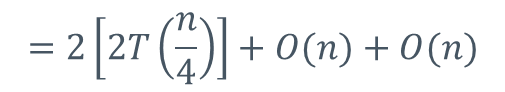 = 2[2T(n/4)] + O(n) + O(n)